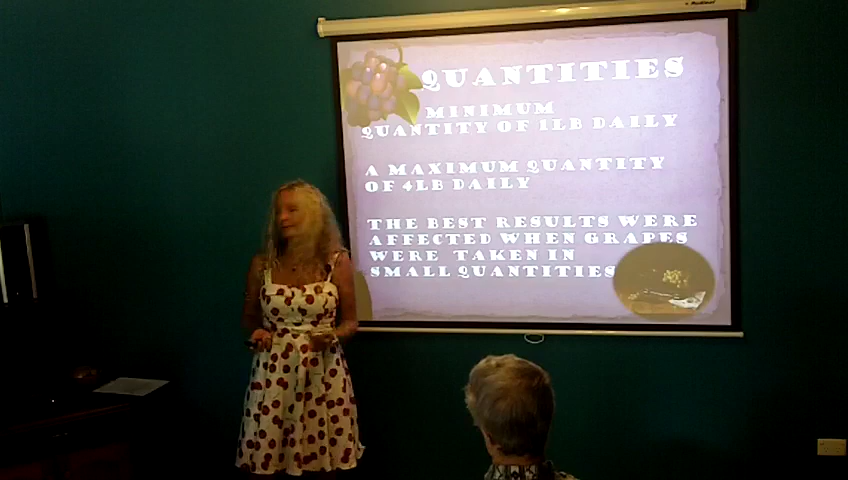 QUANTITIES
MINIMUM
QUANTITY OF 1LB DAILY
A MAXIMUM QUANTITY
OF 4LB DAILY
THE BEST RESULTS WERE
AFFECTED WHEN GRAPES
WERE TAKEN IN
SMALL QUANTITIES